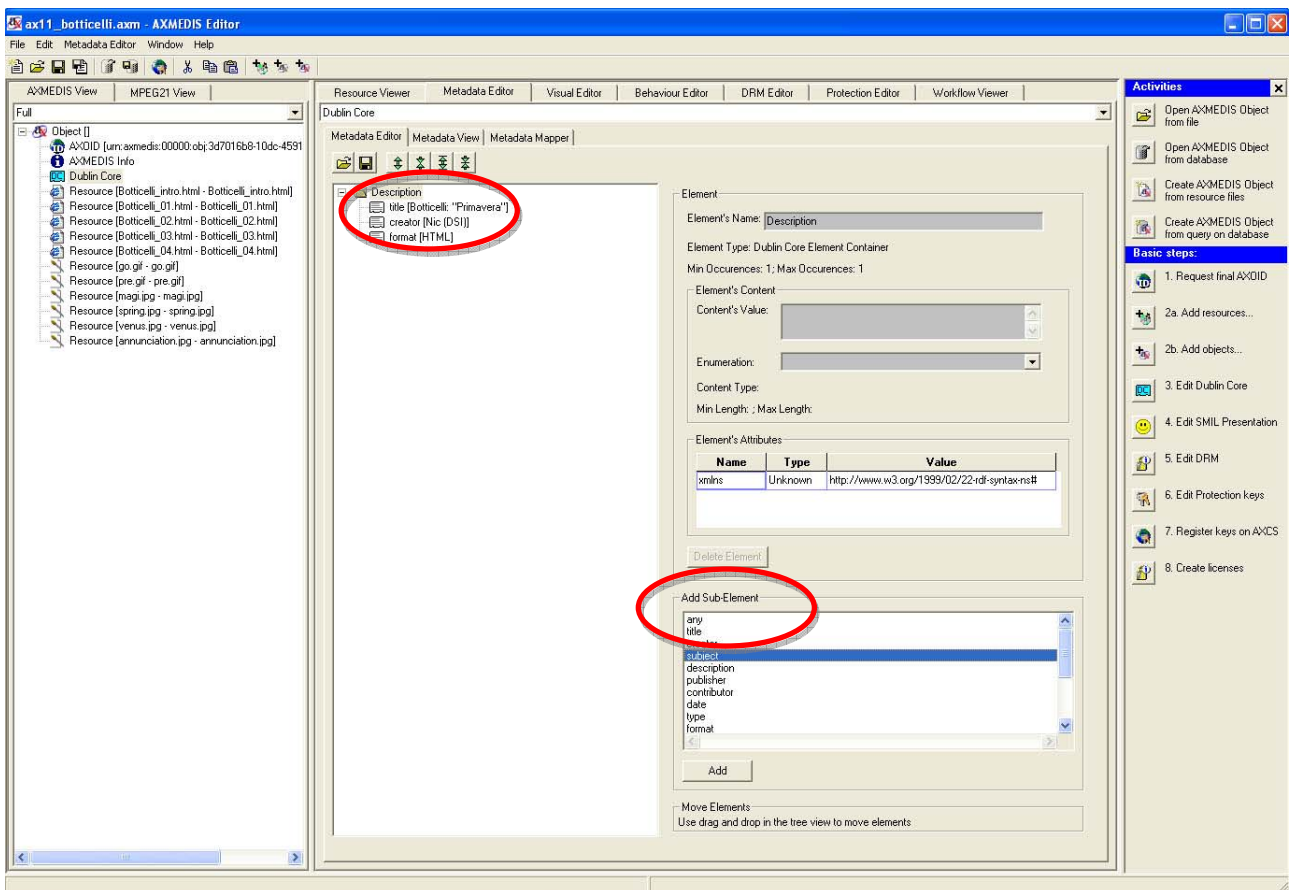 ax11_botticelli.axm - AXMEDIS Editor
File Edit Metadata Editor Window Help
AXMEDIS View MPEG21 View
Full
Object []
AXOID [urn:axmedis:00000:obj:3d7016b8-10dc-4591
AXMEDIS Info
Dublin Core
Resource [Botticelli_intro.html - Botticelli_intro.html]
Resource [Botticelli_01.html - Botticelli_01.html]
Resource [Botticelli_02.html - Botticelli_02.html]
Resource [Botticelli_03.html - Botticelli_03.html]
Resource [Botticelli_04.html - Botticelli_04.html]
Resource [go.gif - go.gif]
Resource [pre.gif - pre.gif]
Resource [magi.jpg - magi.jpg]
Resource [spring.jpg - spring.jpg]
Resource [venus.jpg - venus.jpg]
Resource [annunciation.jpg - annunciation.jpg]
Resource Viewer Metadata Editor Visual Editor Behaviour Editor DRM Editor Protection Editor Workflow Viewer
Dublin Core
Metadata Editor Metadata View Metadata Mapper
Description
title [Botticelli: "Primavera"]
creator [Nic (DSI)]
format [HTML]
Element
Element's Name: Description
Element Type: Dublin Core Element Container
Min Occurences: 1; Max Occurences: 1
Element's Content
Content's Value:
Enumeration:
Content Type:
Min Length: ; Max Length:
Element's Attributes
Name Type Value
xmlns Unknown http://www.w3.org/1999/02/22-rdf-syntax-ns#
Delete Element
Add Sub-Element
any
title
subject
description
publisher
contributor
date
type
format
Add
Move Elements
Use drag and drop in the tree view to move elements
Activities
Open AXMEDIS Object
from file
Open AXMEDIS Object
from database
Create AXMEDIS Object
from resource files
Create AXMEDIS Object
from query on database
Basic steps:
1. Request final AXOID
2a. Add resources...
2b. Add objects...
3. Edit Dublin Core
4. Edit SMIL Presentation
5. Edit DRM
6. Edit Protection keys
7. Register keys on AXCS
8. Create licenses